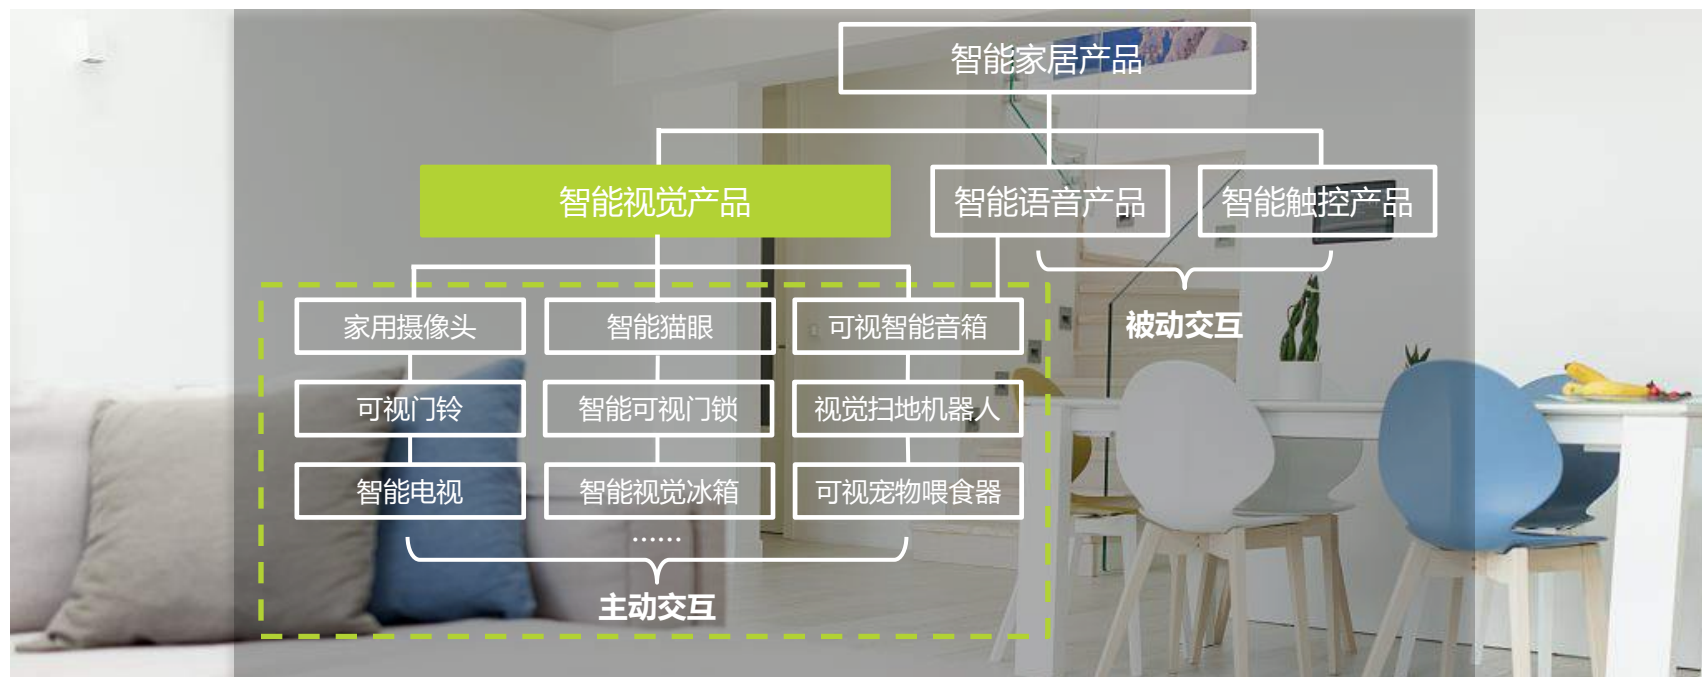 智能家居产品
智能视觉产品
智能语音产品
智能触控产品
家用摄像头
智能猫眼
可视智能音箱
被动交互
可视门铃
智能可视门锁
视觉扫地机器人
智能电视
智能视觉冰箱
可视宠物喂食器
……
主动交互